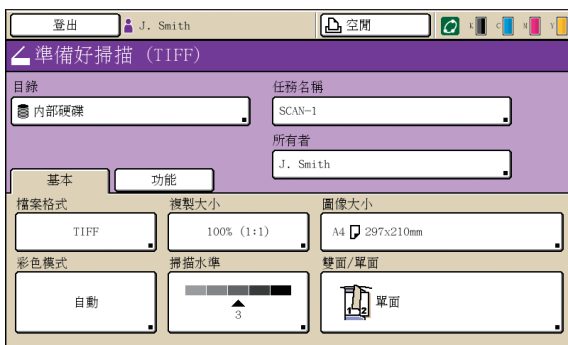 登出 J. Smith 空閒 K C M Y
準備好掃描 (TIFF)
目錄 任務名稱
內部硬碟 SCAN-1
所有者
J. Smith
基本 功能
檔案格式 複製大小 圖像大小
TIFF 100% (1:1) A4 297x210mm
彩色模式 掃描水準 雙面/單面
自動 3 1 2 單面